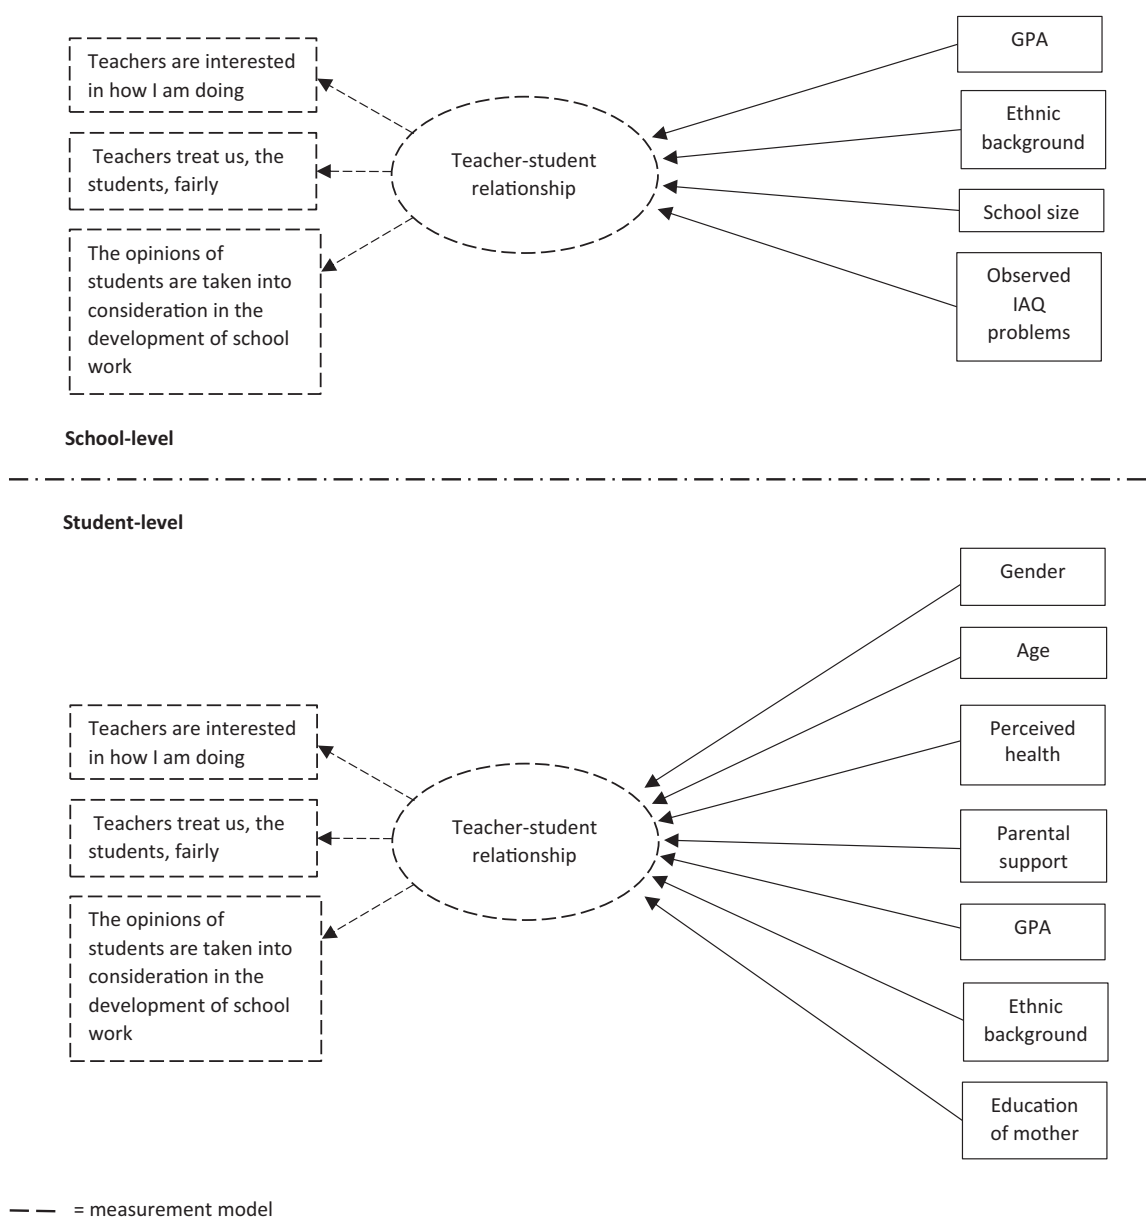 Teachers are interested
in how I am doing
Teachers treat us, the
students, fairly
The opinions of
students are taken into
consideration in the
development of school
work
Teacher-student
relationship
GPA
Ethnic
background
School size
Observed
IAQ
problems
School-level
Student-level
Teachers are interested
in how I am doing
Teachers treat us, the
students, fairly
The opinions of
students are taken into
consideration in the
development of school
work
Teacher-student
relationship
Gender
Age
Perceived
health
Parental
support
GPA
Ethnic
background
Education
of mother
= measurement model